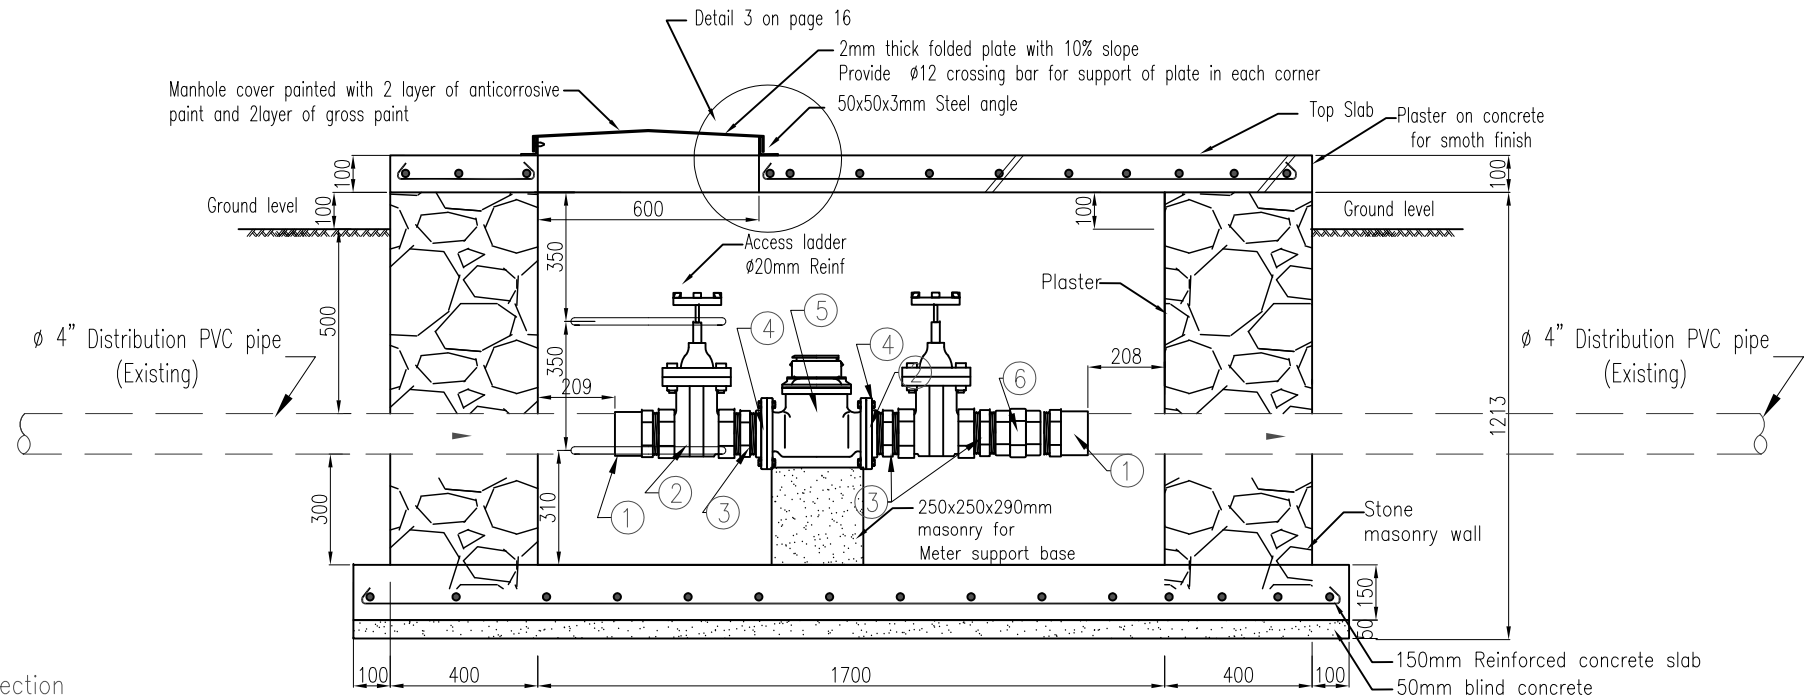 Detail 3 on page 16
2mm thick folded plate with 10% slope
Provide ø12 crossing bar for support of plate in each corner
50x50x3mm Steel angle
Manhole cover painted with 2 layer of anticorrosive
paint and 2layer of gross paint
Top Slab
Plaster on concrete
for smoth finish
100
100
Ground level
100
600
100
Ground level
350
Access ladder
ø20mm Reinf
Plaster
500
ø 4” Distribution PVC pipe
(Existing)
4
5
4
2
6
350
209
208
ø 4” Distribution PVC pipe
(Existing)
1213
300
310
1
2
3
3
1
250x250x290mm
masonry for
Meter support base
Stone
masonry wall
150
50
100
400
1700
400
100
150mm Reinforced concrete slab
50mm blind concrete
ection